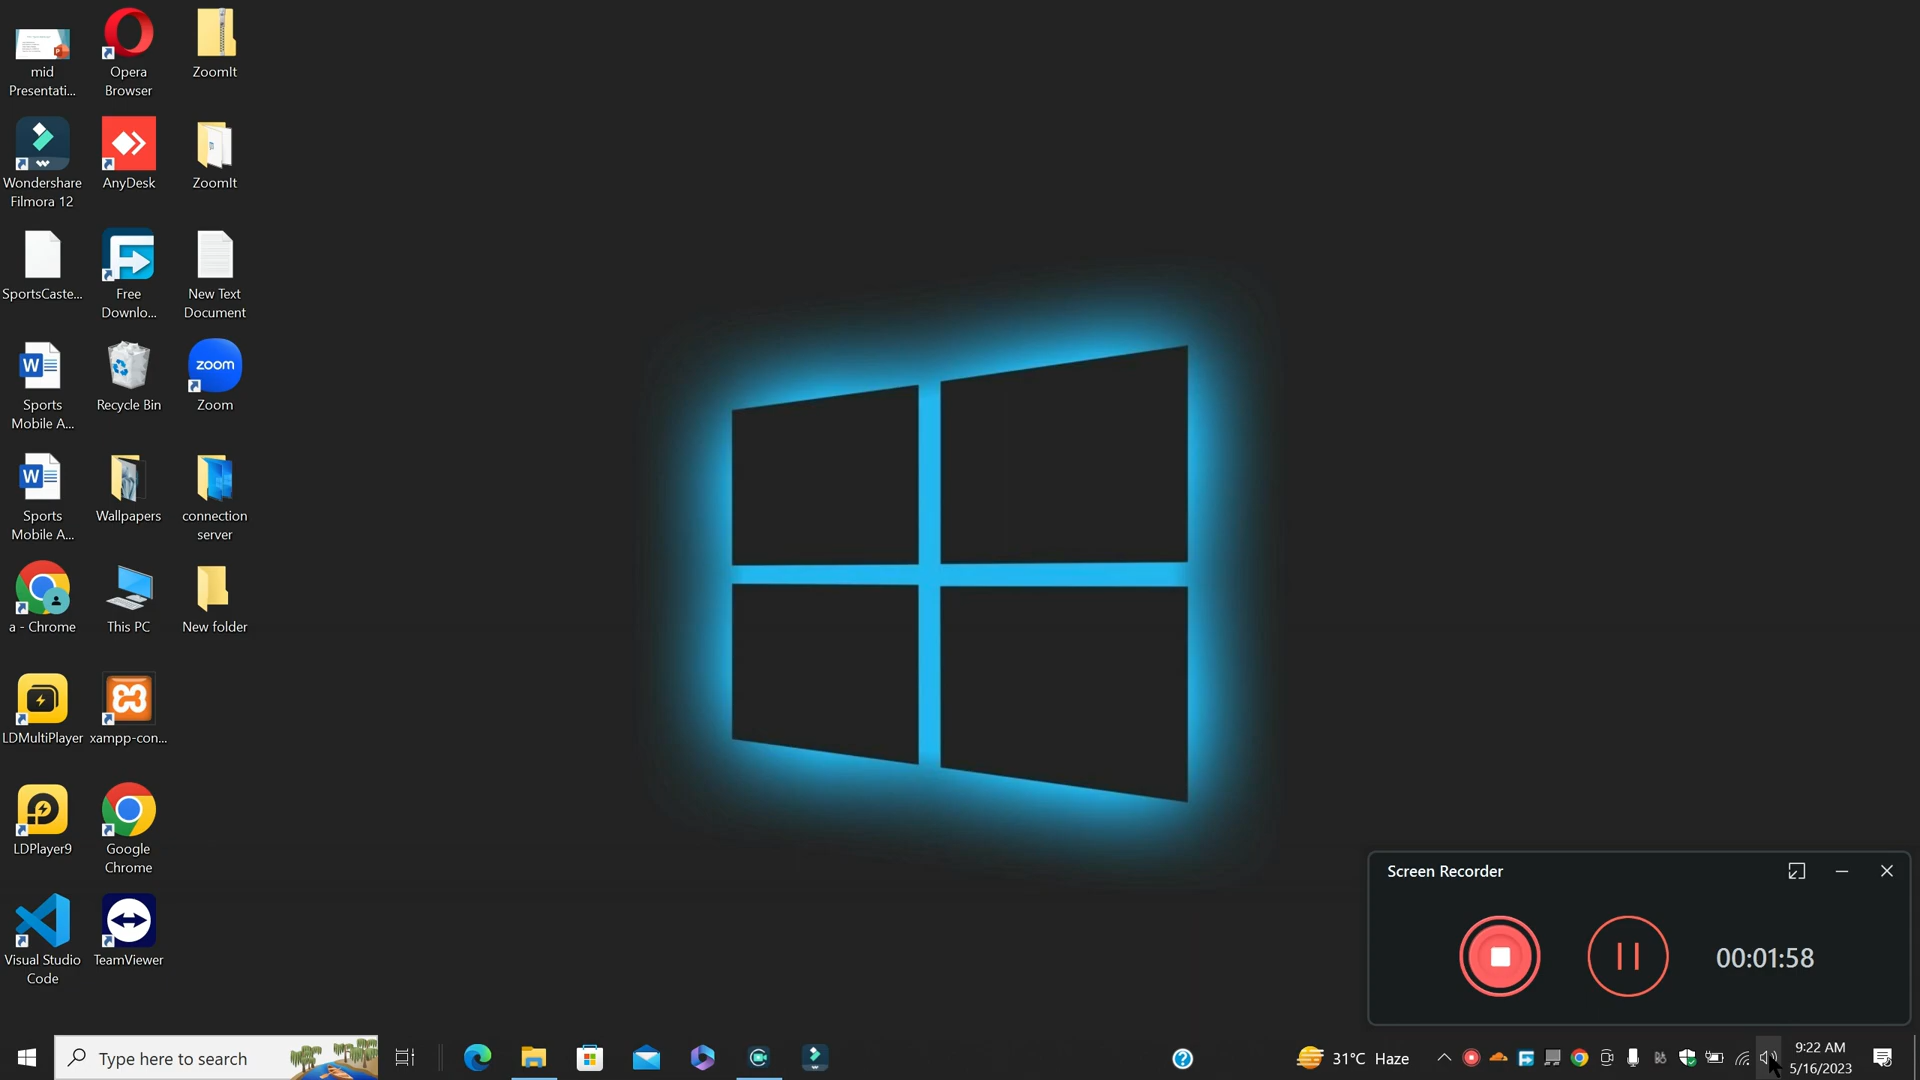 mid
Presentati...
Opera
Browser
ZoomIt
Wondershare
Filmora 12
AnyDesk
ZoomIt
SportsCaste...
Free
Downlo...
New Text
Document
Sports
Mobile A...
Recycle Bin
zoom
Zoom
Sports
Mobile A...
Wallpapers
connection
server
a - Chrome
This PC
New folder
LDMultiPlayer
xampp-con...
LDPlayer9
Google
Chrome
Visual Studio
Code
TeamViewer
Screen Recorder
00:01:58
Type here to search
31°C Haze
9:22 AM
5/16/2023